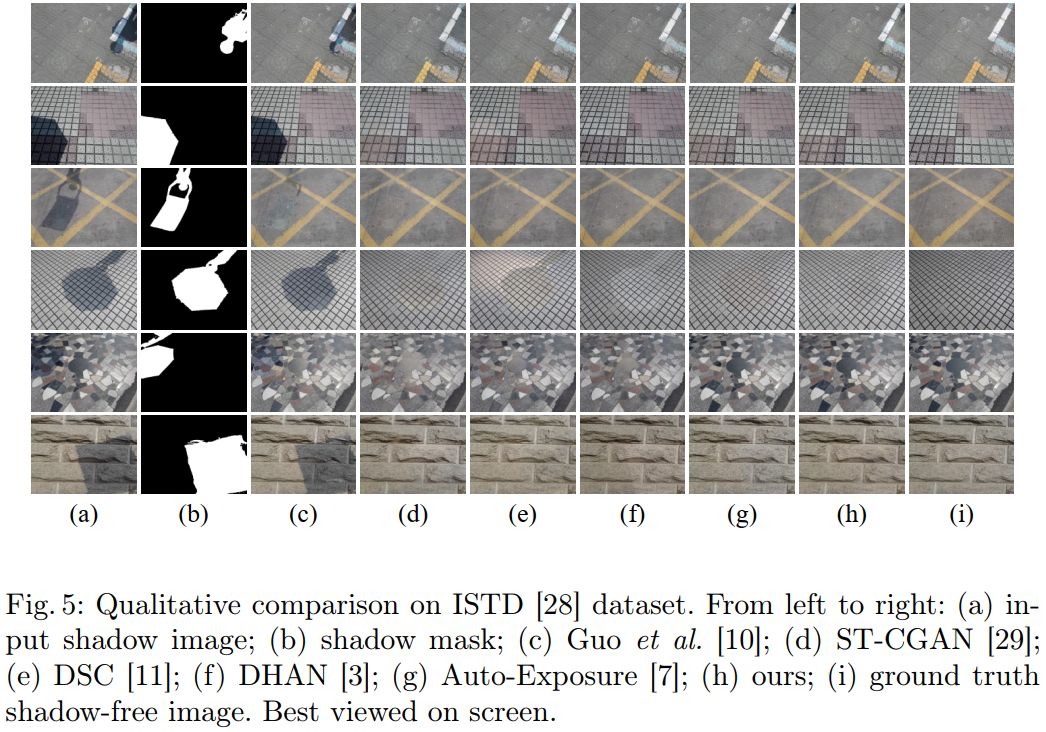 (a) (b) (c) (d) (e) (f) (g) (h) (i)
Fig. 5: Qualitative comparison on ISTD [28] dataset. From left to right: (a) in-
put shadow image; (b) shadow mask; (c) Guo et al. [10]; (d) ST-CGAN [29];
(e) DSC [11]; (f) DHAN [3]; (g) Auto-Exposure [7]; (h) ours; (i) ground truth
shadow-free image. Best viewed on screen.